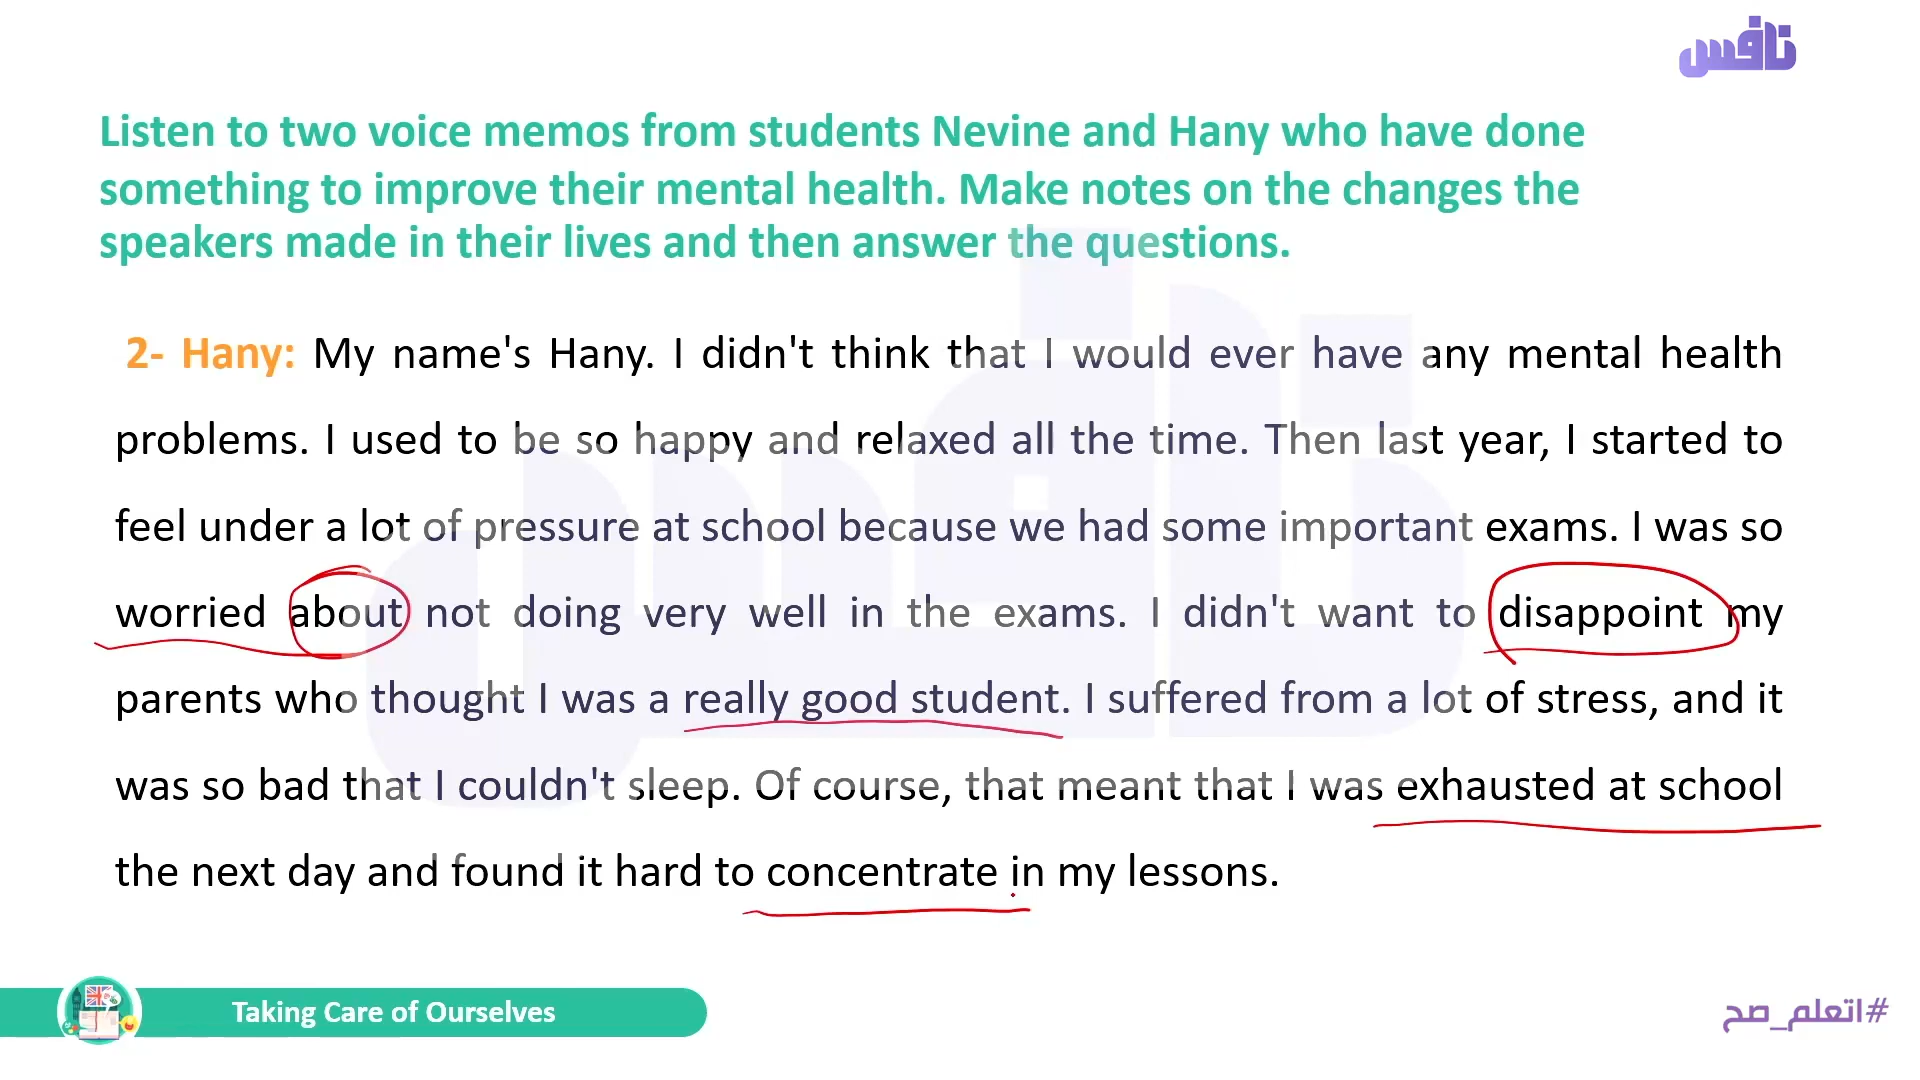 نافس
Listen to two voice memos from students Nevine and Hany who have done
something to improve their mental health. Make notes on the changes the
speakers made in their lives and then answer the questions.
2- Hany: My name's Hany. I didn't think that I would ever have any mental health
problems. I used to be so happy and relaxed all the time. Then last year, I started to
feel under a lot of pressure at school because we had some important exams. I was so
worried about not doing very well in the exams. I didn't want to disappoint my
parents who thought I was a really good student. I suffered from a lot of stress, and it
was so bad that I couldn't sleep. Of course, that meant that I was exhausted at school
the next day and found it hard to concentrate in my lessons.
Taking Care of Ourselves
#اتعلم_صح